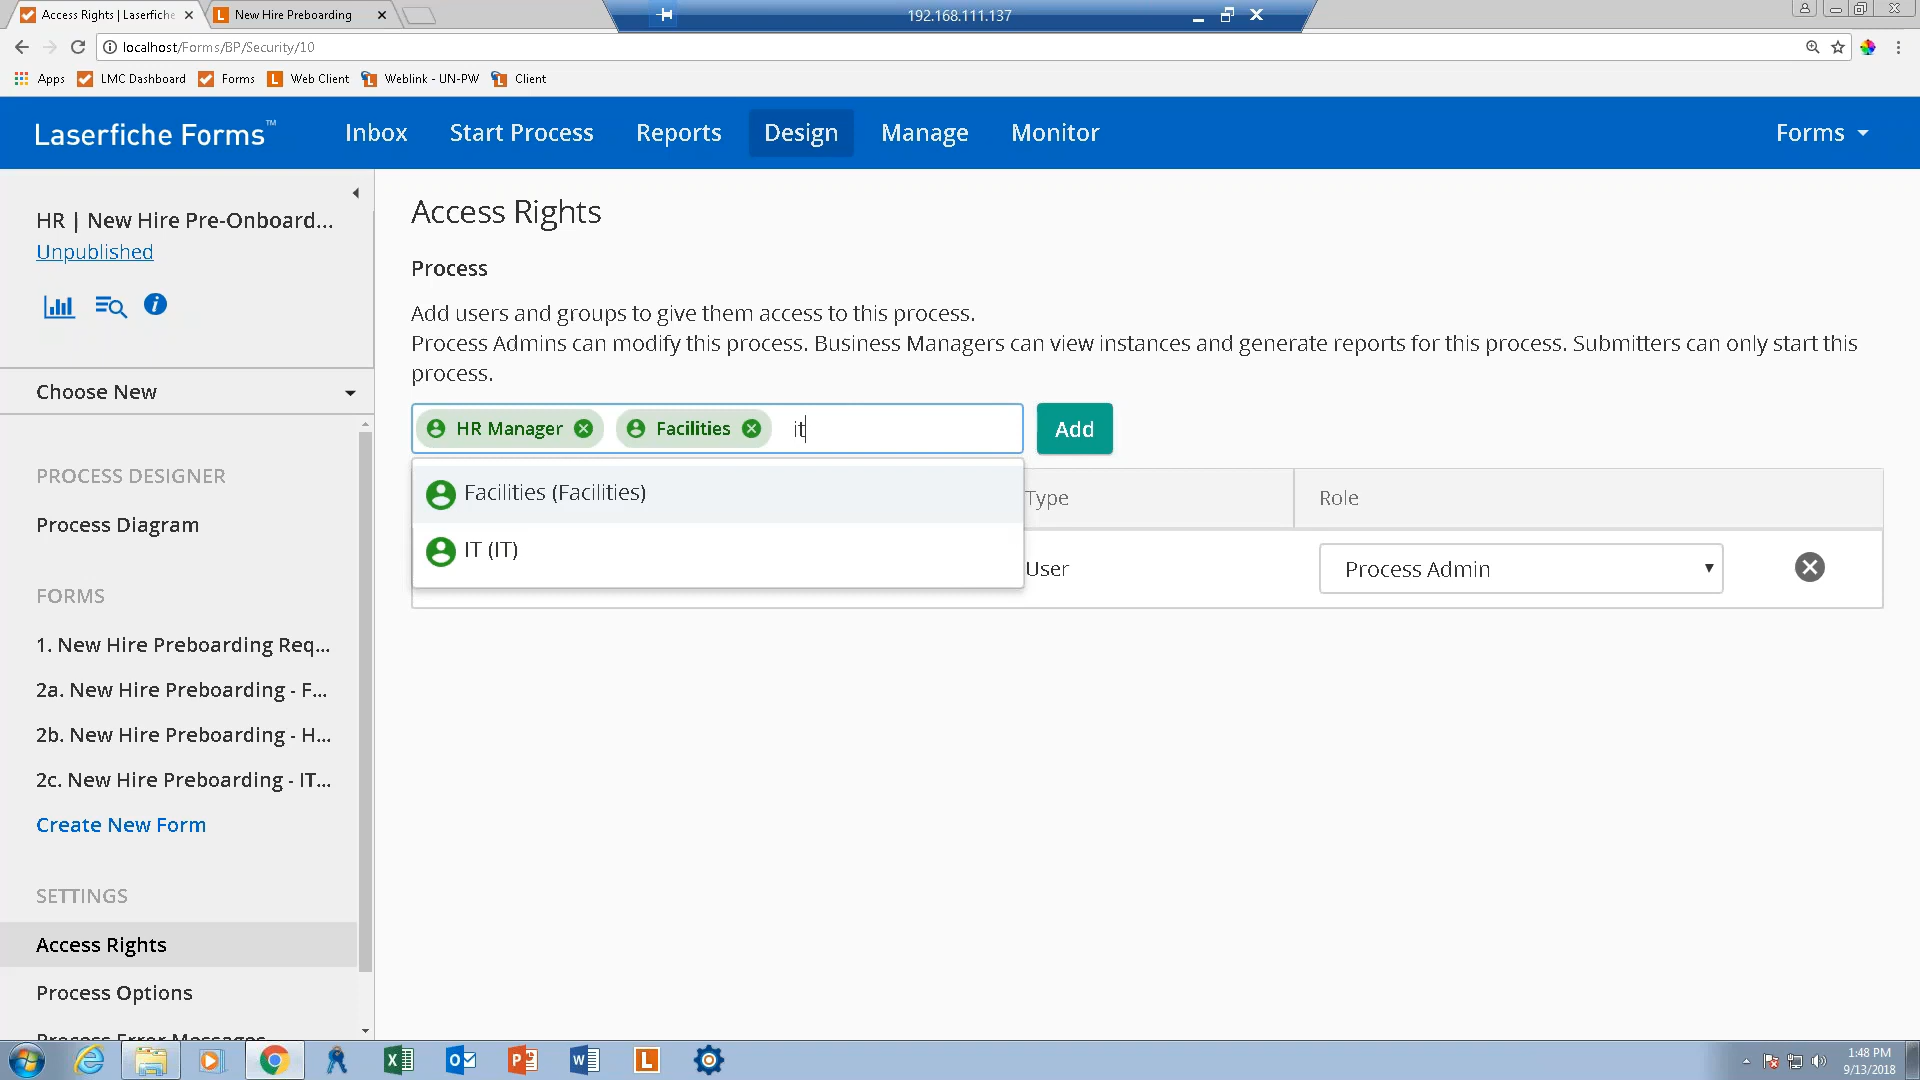 Access Rights | Laserfiche
New Hire Preboarding
192.168.111.137
localhost/Forms/BP/Security/10
Apps
LMC Dashboard
Forms
Web Client
Weblink - UN-PW
Client
Laserfiche Forms™
Inbox
Start Process
Reports
Design
Manage
Monitor
Forms
HR | New Hire Pre-Onboard...
Unpublished
Choose New
PROCESS DESIGNER
Process Diagram
FORMS
1. New Hire Preboarding Req...
2a. New Hire Preboarding - F...
2b. New Hire Preboarding - H...
2c. New Hire Preboarding - IT...
Create New Form
SETTINGS
Access Rights
Process Options
Process Error Messages
Access Rights
Process
Add users and groups to give them access to this process.
Process Admins can modify this process. Business Managers can view instances and generate reports for this process. Submitters can only start this
process.
HR Manager
Facilities
it
Add
Facilities (Facilities)
IT (IT)
Type
Role
User
Process Admin
1:48 PM
9/13/2018